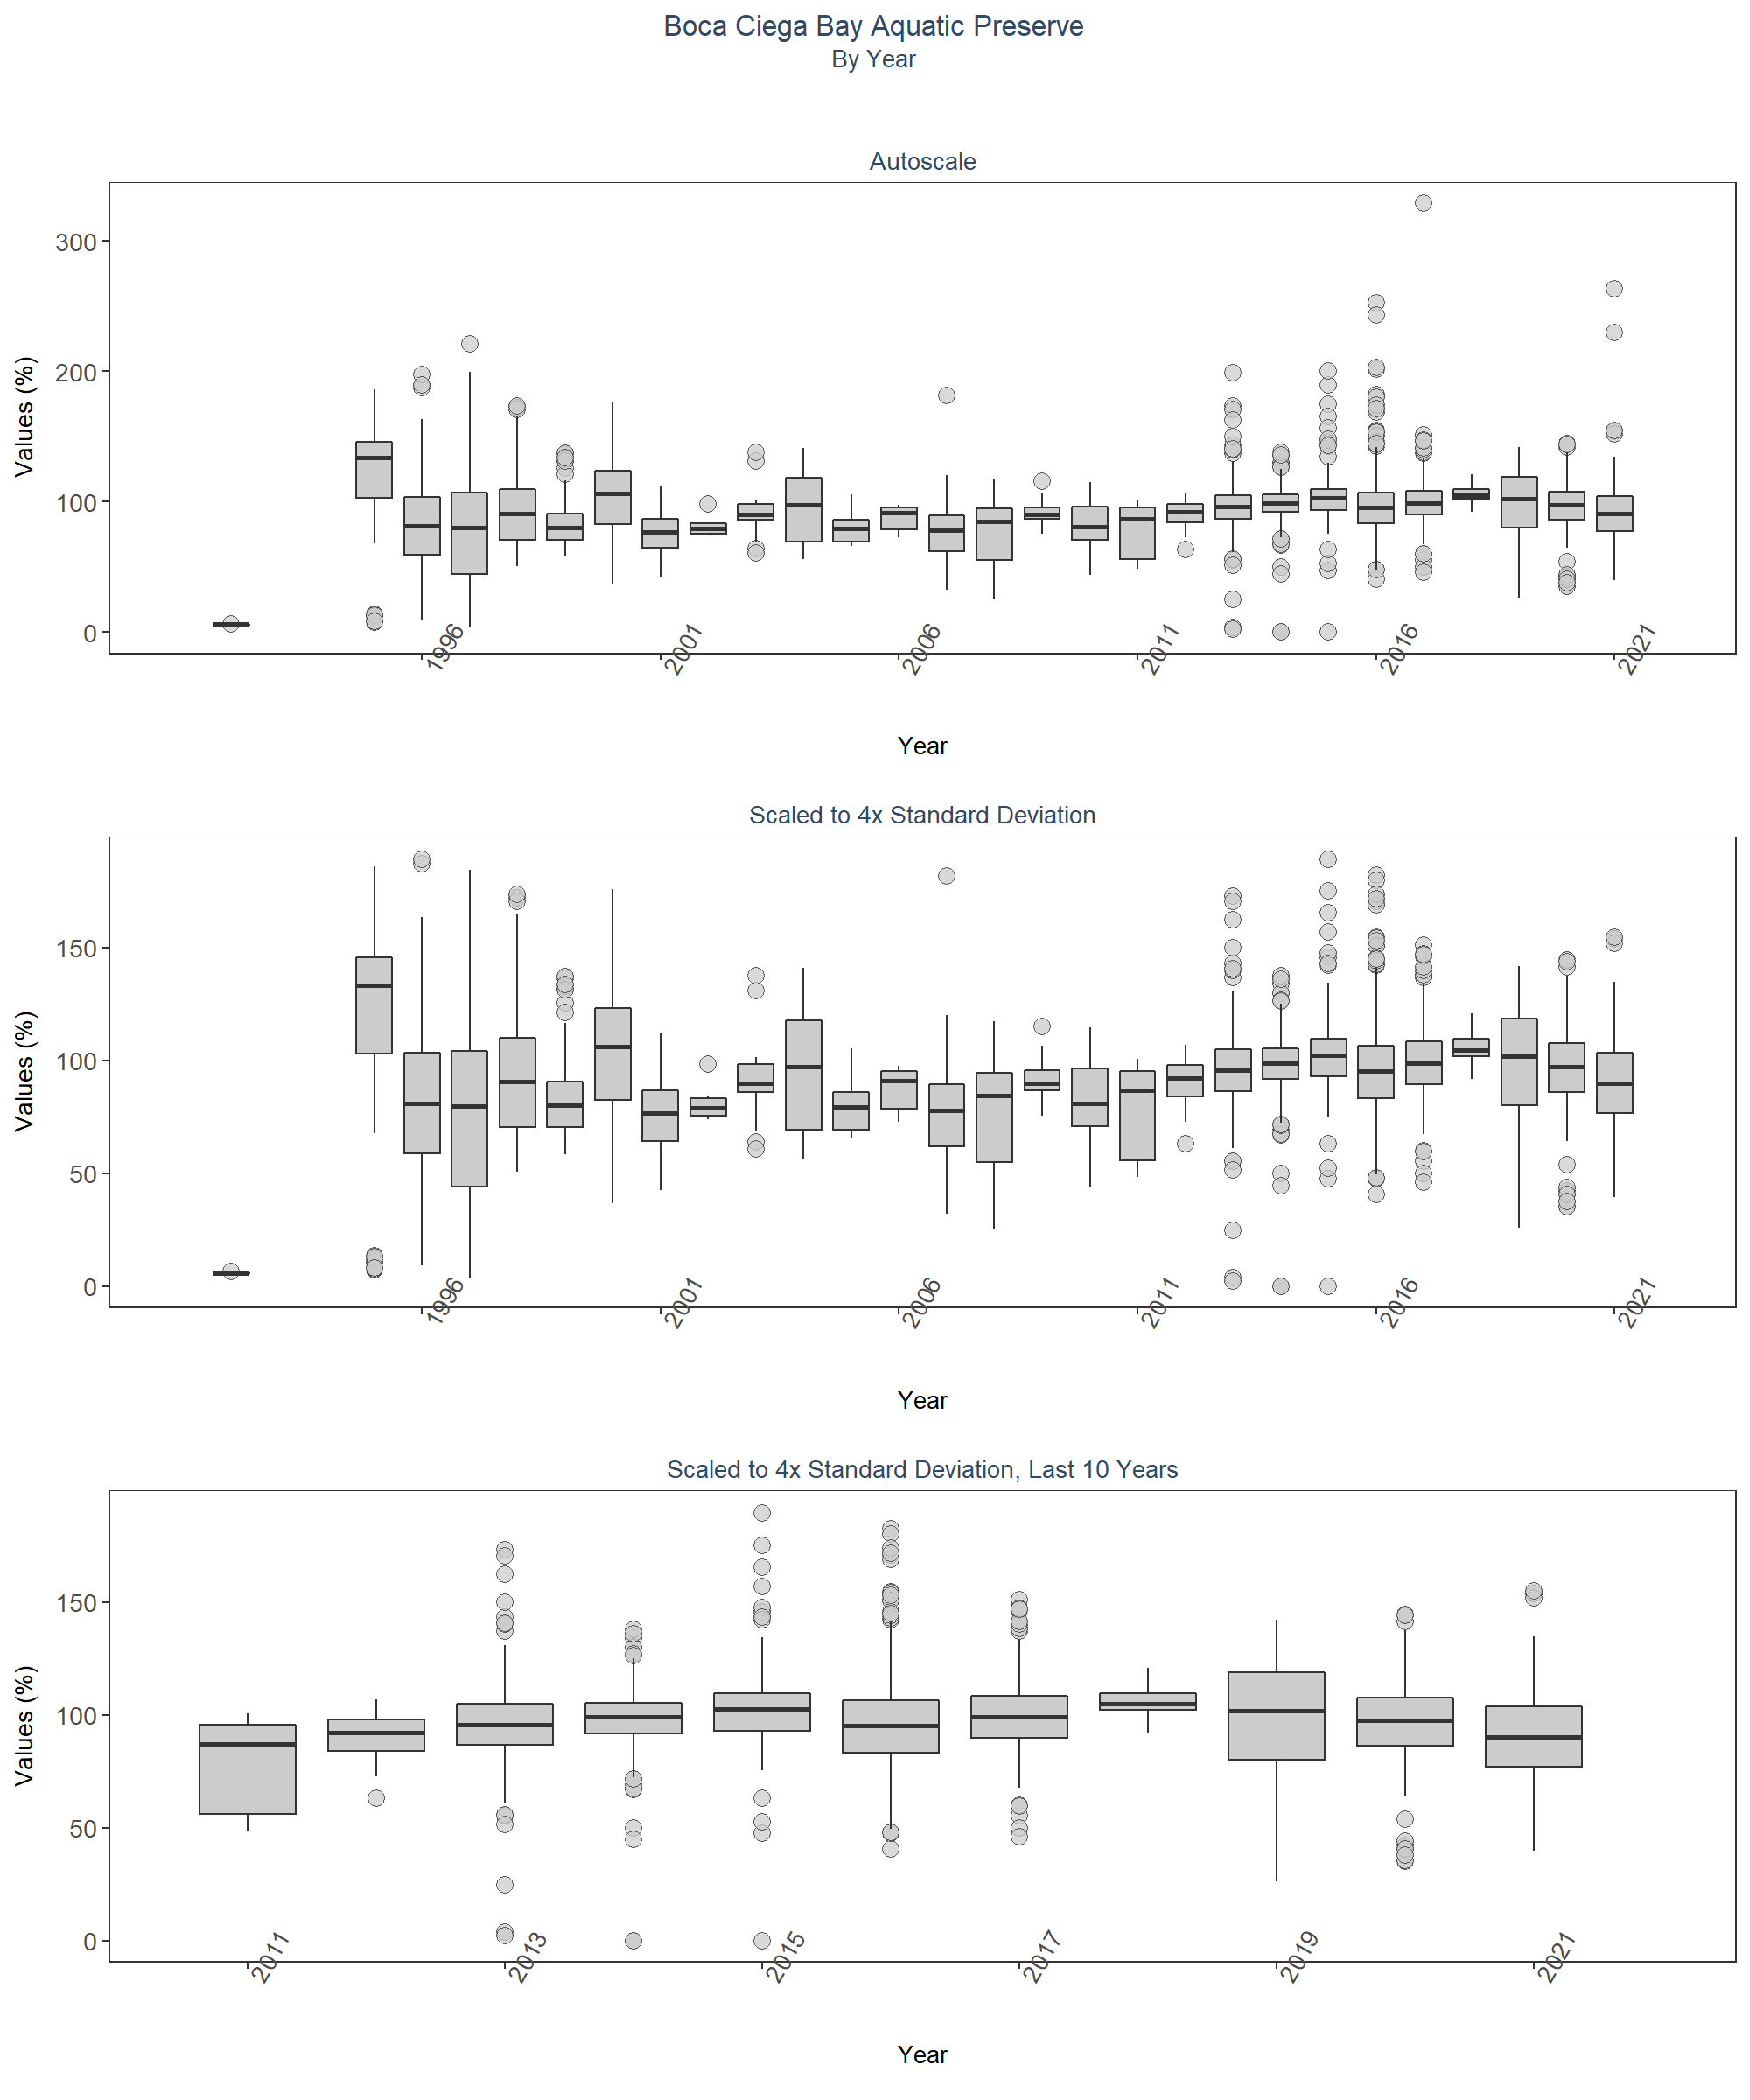 Boca Ciega Bay Aquatic Preserve
By Year
Autoscale
Values (%)
300
200
100
0
1996
2001
2006
2011
2016
2021
Year
Scaled to 4x Standard Deviation
Values (%)
150
100
50
0
1996
2001
2006
2011
2016
2021
Year
Scaled to 4x Standard Deviation, Last 10 Years
Values (%)
150
100
50
0
2011
2013
2015
2017
2019
2021
Year